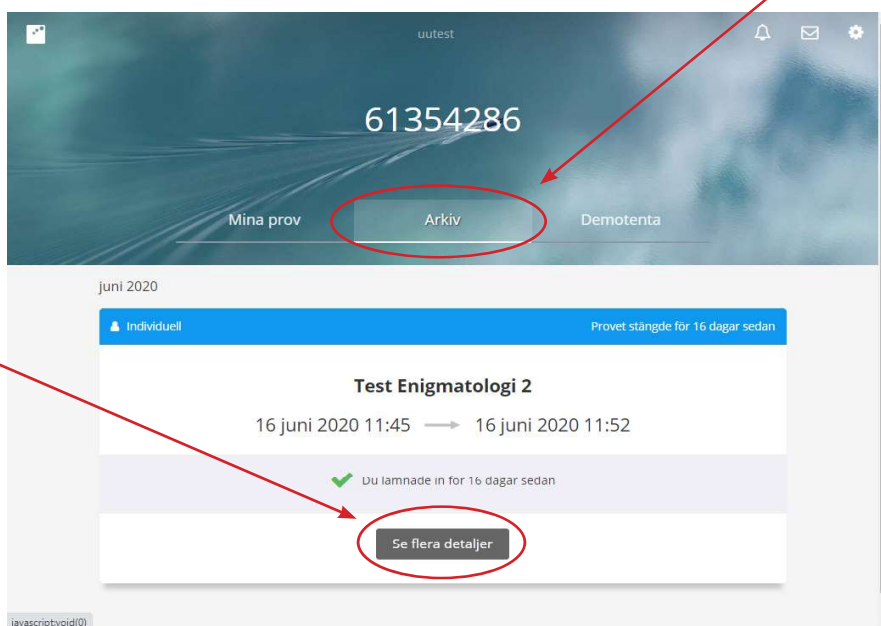 uutest
61354286
Mina prov Arkiv Demotenta
juni 2020
Individuell Provet stängde för 16 dagar sedan
Test Enigmatologi 2
16 juni 2020 11:45 16 juni 2020 11:52
Du lämnade in för 16 dagar sedan
Se flera detaljer
javascript:void(0)